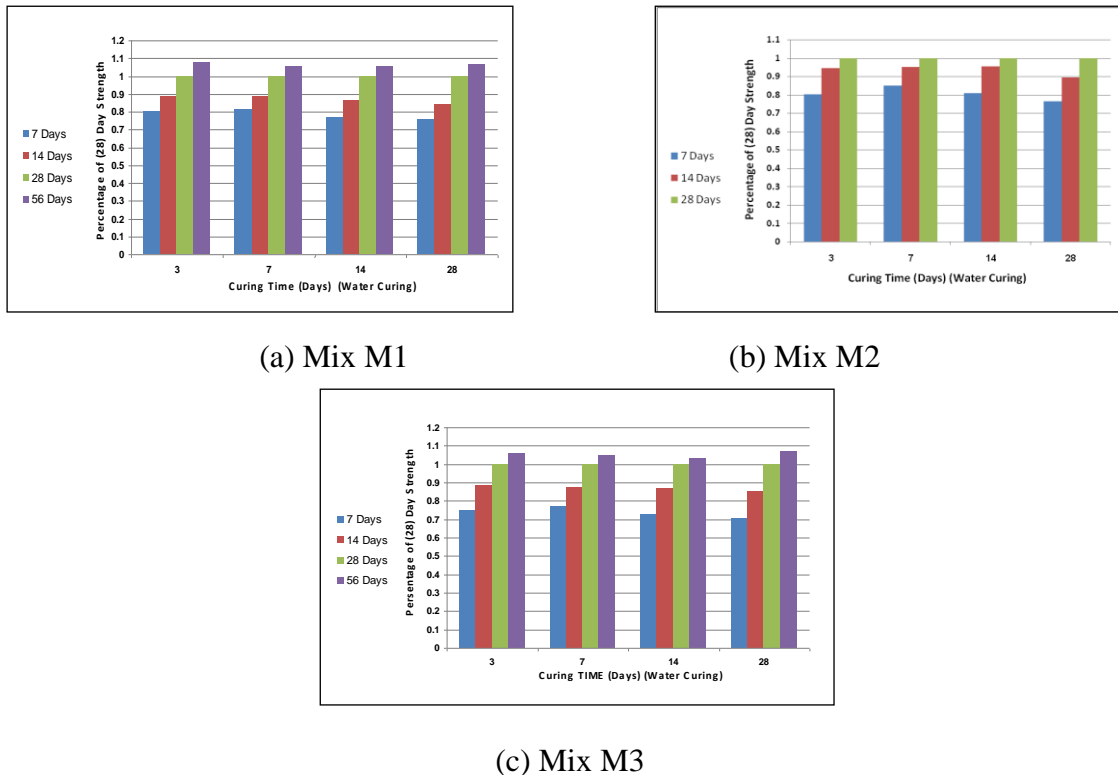 1.2
1.1
1
0.9
0.8
0.7
0.6
0.5
0.4
0.3
0.2
0.1
0
Percentage of (28) Day Strength
7 Days
14 Days
28 Days
56 Days
3 7 14 28
Curing Time (Days) (Water Curing)
(a) Mix M1
1.1
1
0.9
0.8
0.7
0.6
0.5
0.4
0.3
0.2
0.1
0
Percentage of (28) Day Strength
7 Days
14 Days
28 Days
3 7 14 28
Curing Time (Days) (Water Curing)
(b) Mix M2
1.2
1.1
1
0.9
0.8
0.7
0.6
0.5
0.4
0.3
0.2
0.1
0
Persentage of (28) Day Strength
7 Days
14 Days
28 Days
56 Days
3 7 14 28
Curing TIME (Days) (Water Curing)
(c) Mix M3